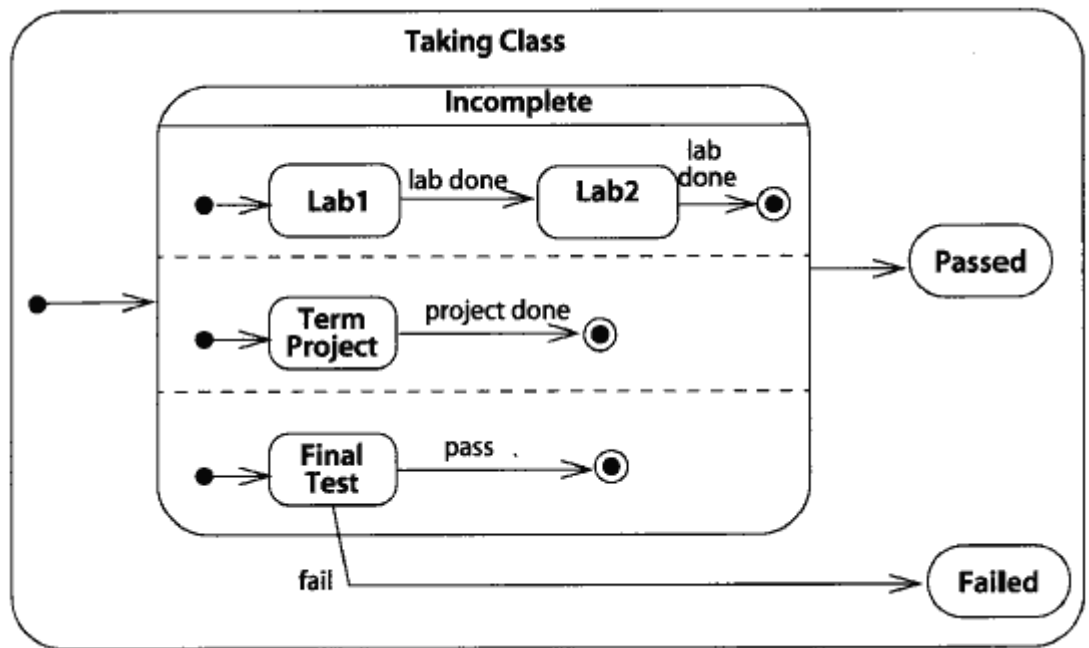 Taking Class
Incomplete
Lab1
lab done
Lab2
lab
done
Passed
Term
Project
project done
Final
Test
pass
fail
Failed